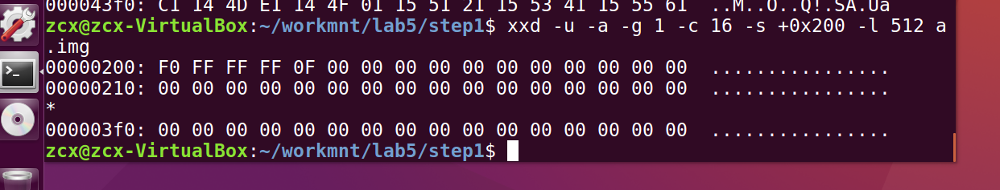 000043f0: C1 14 4D E1 14 4F 01 15 51 21 15 53 41 15 55 61  ..M..O..Q!.SA.Ua
zcx@zcx-VirtualBox:~/workmnt/lab5/step1$ xxd -u -a -g 1 -c 16 -s +0x200 -l 512 a
.img
00000200: F0 FF FF FF 0F 00 00 00 00 00 00 00 00 00 00 00  ................
00000210: 00 00 00 00 00 00 00 00 00 00 00 00 00 00 00 00  ................
*
000003f0: 00 00 00 00 00 00 00 00 00 00 00 00 00 00 00 00  ................
zcx@zcx-VirtualBox:~/workmnt/lab5/step1$